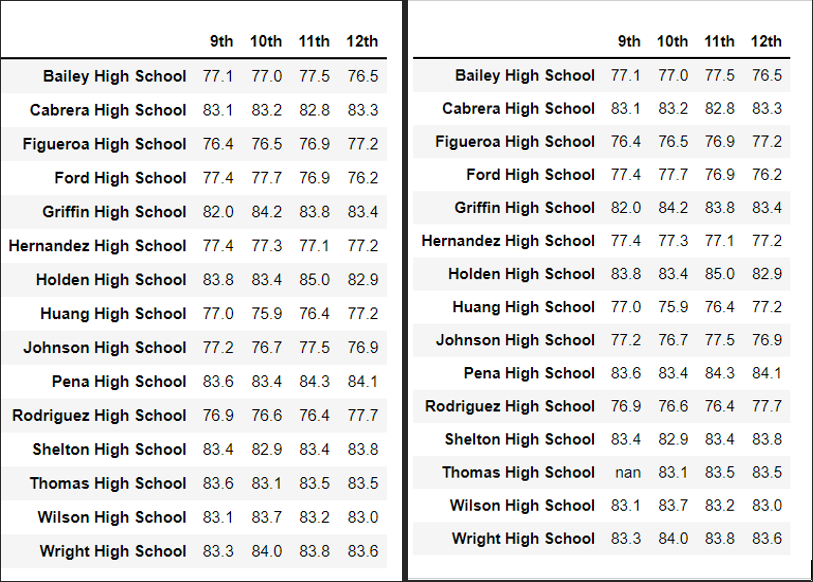 9th 10th 11th 12th
Bailey High School 77.1 77.0 77.5 76.5
Cabrera High School 83.1 83.2 82.8 83.3
Figueroa High School 76.4 76.5 76.9 77.2
Ford High School 77.4 77.7 76.9 76.2
Griffin High School 82.0 84.2 83.8 83.4
Hernandez High School 77.4 77.3 77.1 77.2
Holden High School 83.8 83.4 85.0 82.9
Huang High School 77.0 75.9 76.4 77.2
Johnson High School 77.2 76.7 77.5 76.9
Pena High School 83.6 83.4 84.3 84.1
Rodriguez High School 76.9 76.6 76.4 77.7
Shelton High School 83.4 82.9 83.4 83.8
Thomas High School 83.6 83.1 83.5 83.5
Wilson High School 83.1 83.7 83.2 83.0
Wright High School 83.3 84.0 83.8 83.6
9th 10th 11th 12th
Bailey High School 77.1 77.0 77.5 76.5
Cabrera High School 83.1 83.2 82.8 83.3
Figueroa High School 76.4 76.5 76.9 77.2
Ford High School 77.4 77.7 76.9 76.2
Griffin High School 82.0 84.2 83.8 83.4
Hernandez High School 77.4 77.3 77.1 77.2
Holden High School 83.8 83.4 85.0 82.9
Huang High School 77.0 75.9 76.4 77.2
Johnson High School 77.2 76.7 77.5 76.9
Pena High School 83.6 83.4 84.3 84.1
Rodriguez High School 76.9 76.6 76.4 77.7
Shelton High School 83.4 82.9 83.4 83.8
Thomas High School nan 83.1 83.5 83.5
Wilson High School 83.1 83.7 83.2 83.0
Wright High School 83.3 84.0 83.8 83.6